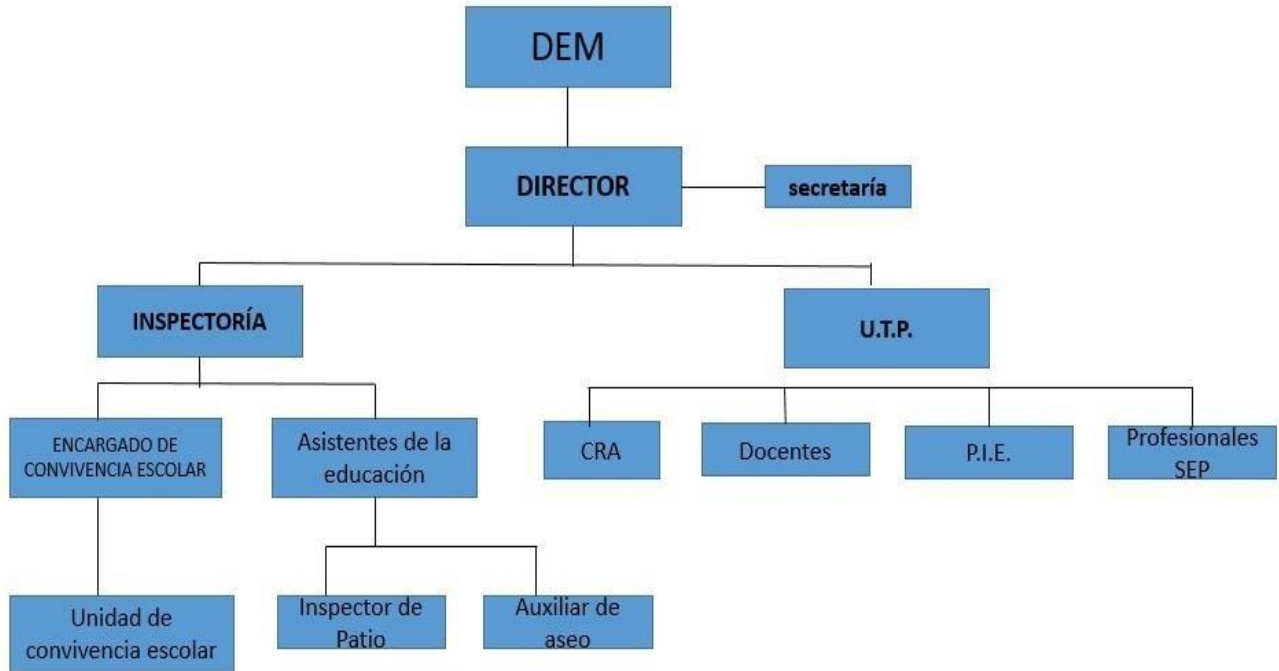 DEM
DIRECTOR
secretaría
INSPECTORÍA
U.T.P.
ENCARGADO DE
CONVIVENCIA ESCOLAR
Asistentes de la
educación
CRA
Docentes
P.I.E.
Profesionales
SEP
Unidad de
convivencia escolar
Inspector de
Patio
Auxiliar de
aseo